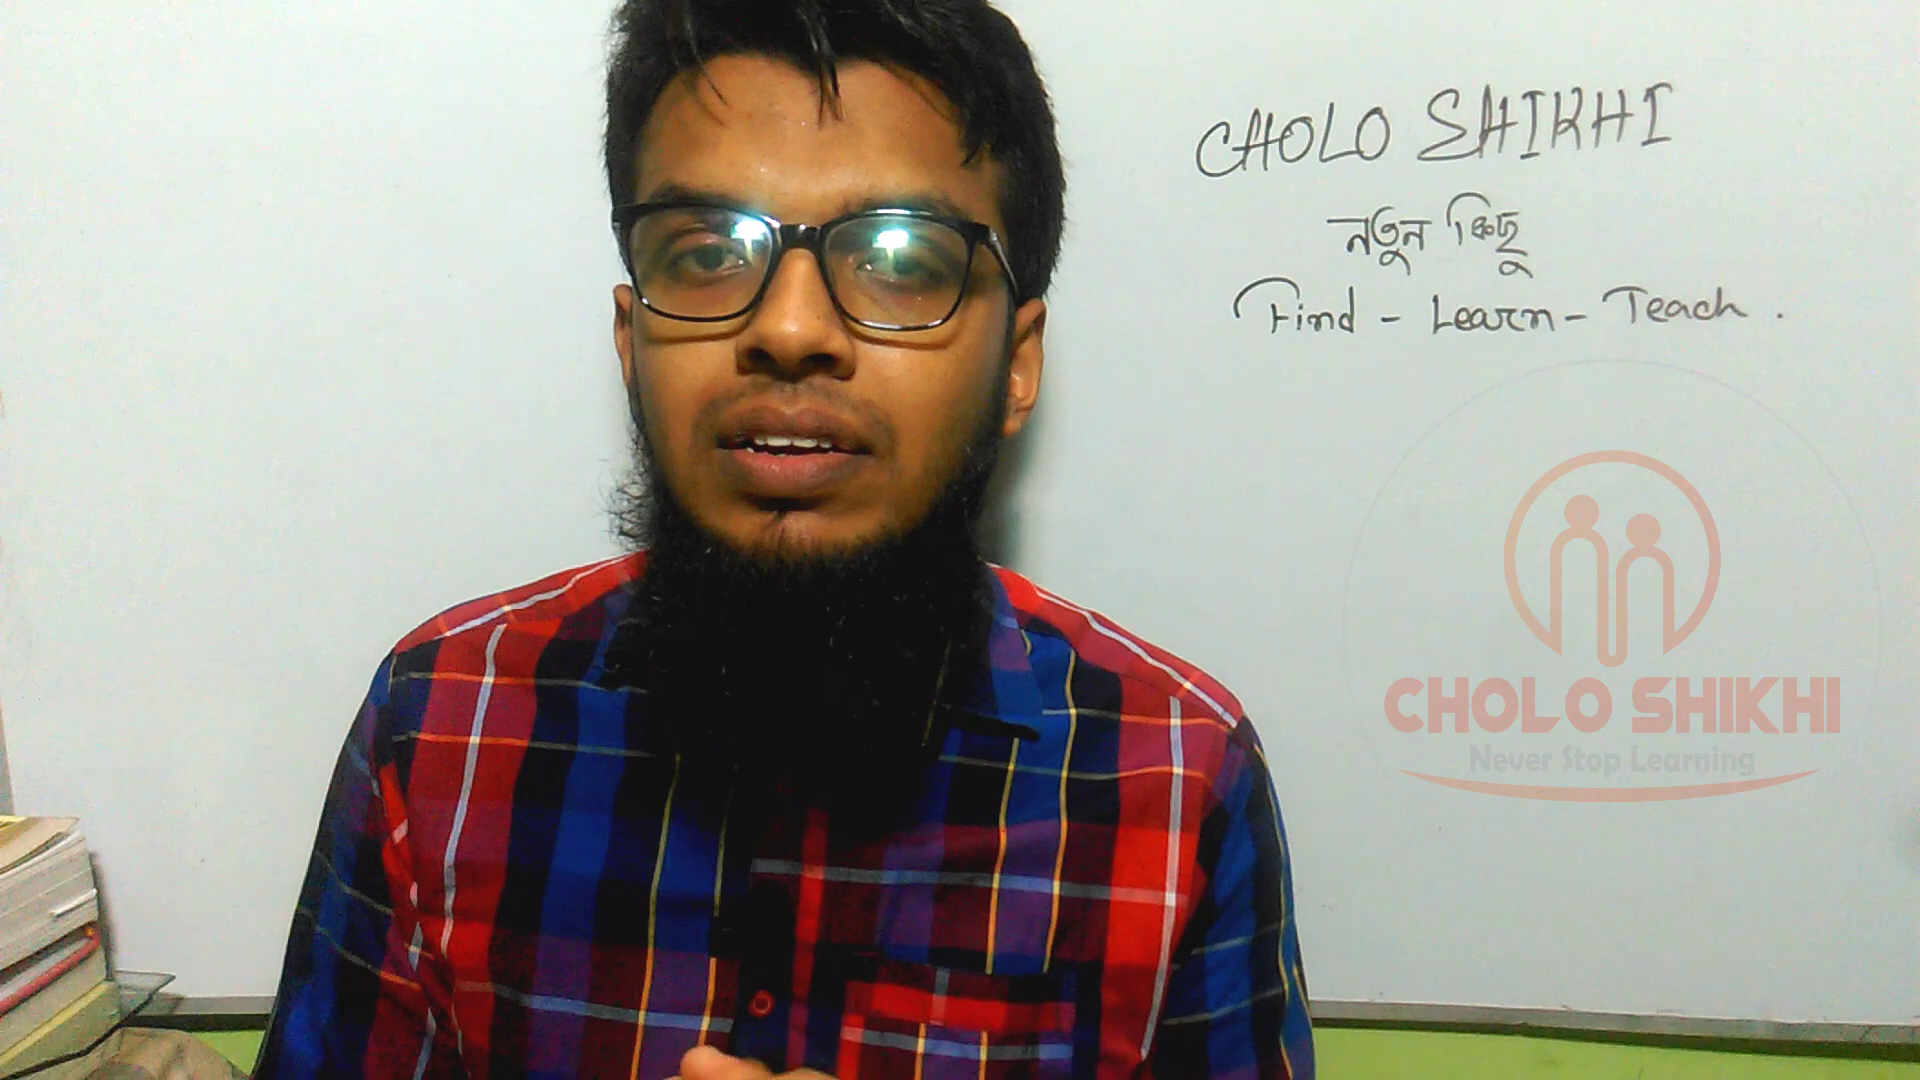 CHOLO SHIKHI
নতুন কিছু
Find - Learn - Teach.
CHOLO SHIKHI
Never Stop Learning